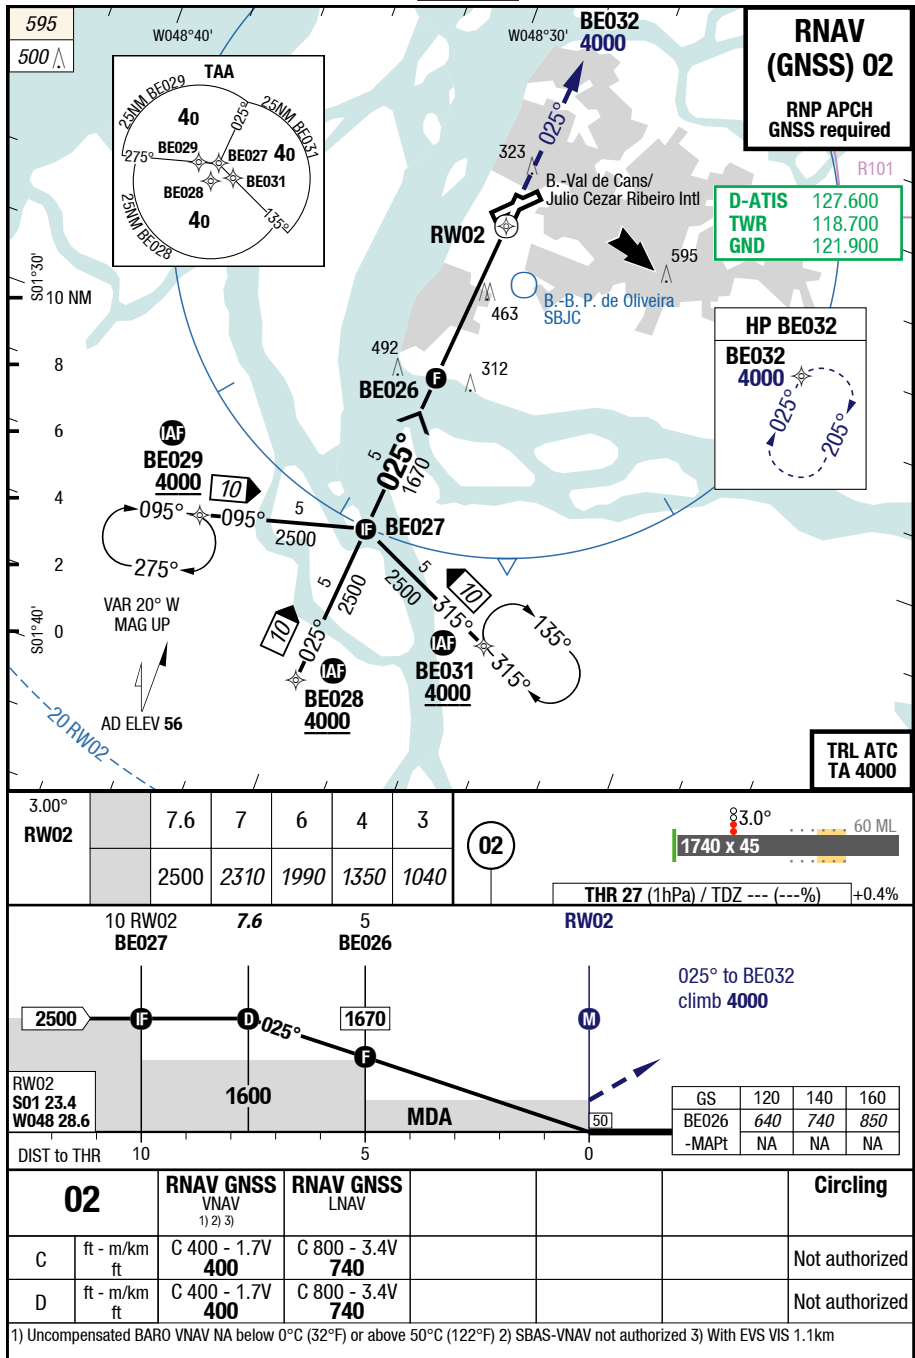 595
500
W048°40'
W048°30'
BE032
4000
RNAV
(GNSS) 02
RNP APCH
GNSS required
TAA
25NM BE029
25NM BE031
25NM BE028
40
025°
BE029
BE027
40
275°
BE028
BE031
40
135°
025°
323
R101
B.-Val de Cans/
Julio Cezar Ribeiro Intl
D-ATIS 127.600
TWR 118.700
GND 121.900
RW02
595
S01°30'
10 NM
B.-B. P. de Oliveira
SBJC
463
HP BE032
BE032
4000
025°
205°
492
312
8
BE026
F
6
IAF
BE029
4000
10
5
025°
1670
4
095°
095°
5
2500
IF
BE027
275°
2
5
2500
10
315°
135°
315°
VAR 20° W
MAG UP
S01°40'
0
10
025°
5
2500
IAF
BE028
4000
IAF
BE031
4000
AD ELEV 56
20 RW02
TRL ATC
TA 4000
3.00°
RW02
7.6 7 6 4 3
2500 2310 1990 1350 1040
02
3.0°
60 ML
1740 x 45
THR 27 (1hPa) / TDZ --- (---%)
+0.4%
10 RW02
BE027
7.6
5
BE026
RW02
025° to BE032
climb 4000
2500
IF
D
025°
1670
F
M
RW02
S01 23.4
W048 28.6
1600
MDA
50
GS 120 140 160
BE026 640 740 850
-MAPt NA NA NA
DIST to THR 10 5 0
02
RNAV GNSS
VNAV
1) 2) 3)
RNAV GNSS
LNAV
Circling
C
ft - m/km
ft
C 400 - 1.7V
400
C 800 - 3.4V
740
Not authorized
D
ft - m/km
ft
C 400 - 1.7V
400
C 800 - 3.4V
740
Not authorized
1) Uncompensated BARO VNAV NA below 0°C (32°F) or above 50°C (122°F) 2) SBAS-VNAV not authorized 3) With EVS VIS 1.1km